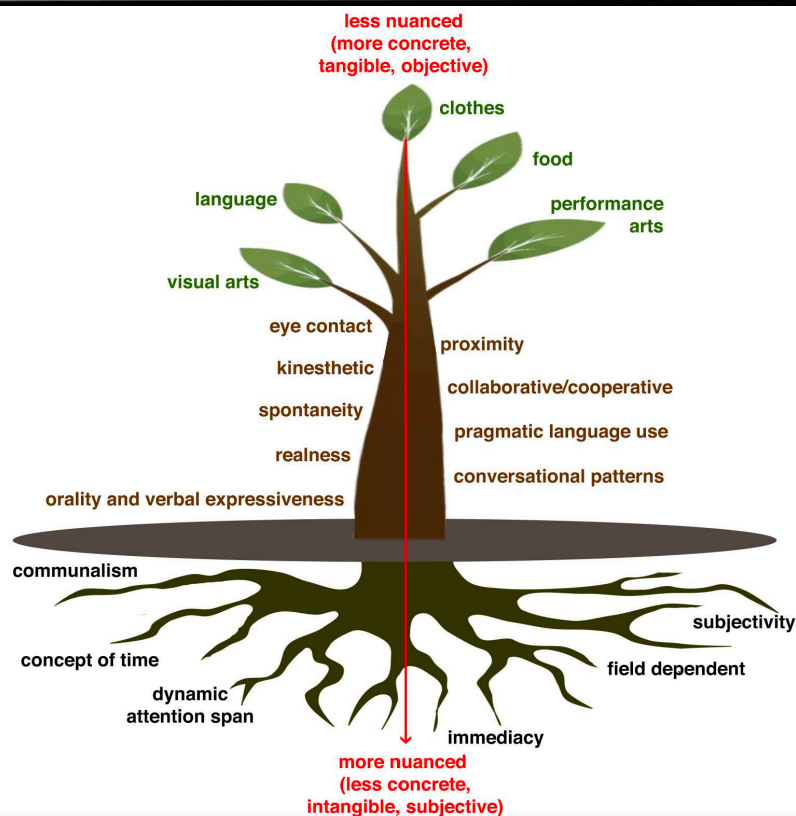 less nuanced
(more concrete,
tangible, objective)
clothes
food
language
performance
arts
visual arts
eye contact
proximity
kinesthetic
collaborative/cooperative
spontaneity
pragmatic language use
realness
conversational patterns
orality and verbal expressiveness
communalism
subjectivity
concept of time
field dependent
dynamic
attention span
immediacy
more nuanced
(less concrete,
intangible, subjective)